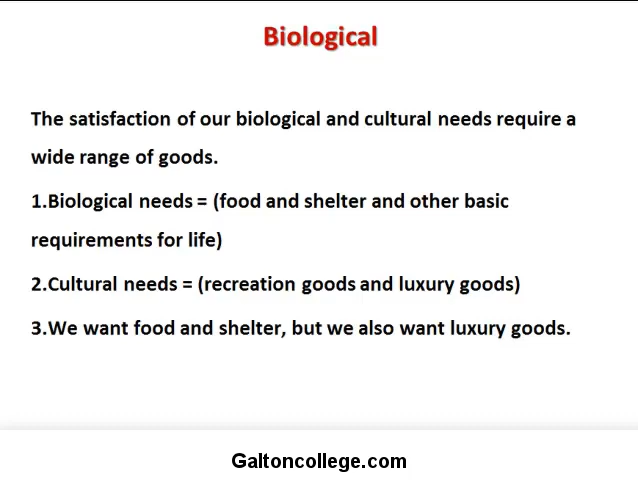 Biological
The satisfaction of our biological and cultural needs require a
wide range of goods.
1.Biological needs = (food and shelter and other basic
requirements for life)
2.Cultural needs = (recreation goods and luxury goods)
3.We want food and shelter, but we also want luxury goods.
Galtoncollege.com